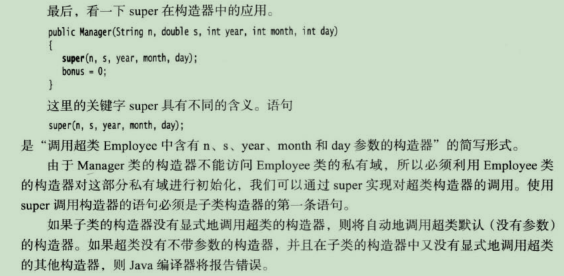 最后，看一下 super 在构造器中的应用。
public Manager(String n, double s, int year, int month, int day)
{
super(n, s, year, month, day);
bonus = 0;
}
这里的关键字 super 具有不同的含义。语句
super(n, s, year, month, day);
是“调用超类 Employee 中含有 n、s、year、month 和 day 参数的构造器”的简写形式。
由于 Manager 类的构造器不能访问 Employee 类的私有域，所以必须利用 Employee 类
的构造器对这部分私有域进行初始化，我们可以通过 super 实现对超类构造器的调用。使用
super 调用构造器的语句必须是子类构造器的第一条语句。
如果子类的构造器没有显式地调用超类的构造器，则将自动地调用超类默认（没有参数）
的构造器。如果超类没有不带参数的构造器，并且在子类的构造器中又没有显式地调用超类
的其他构造器，则 Java 编译器将报告错误。